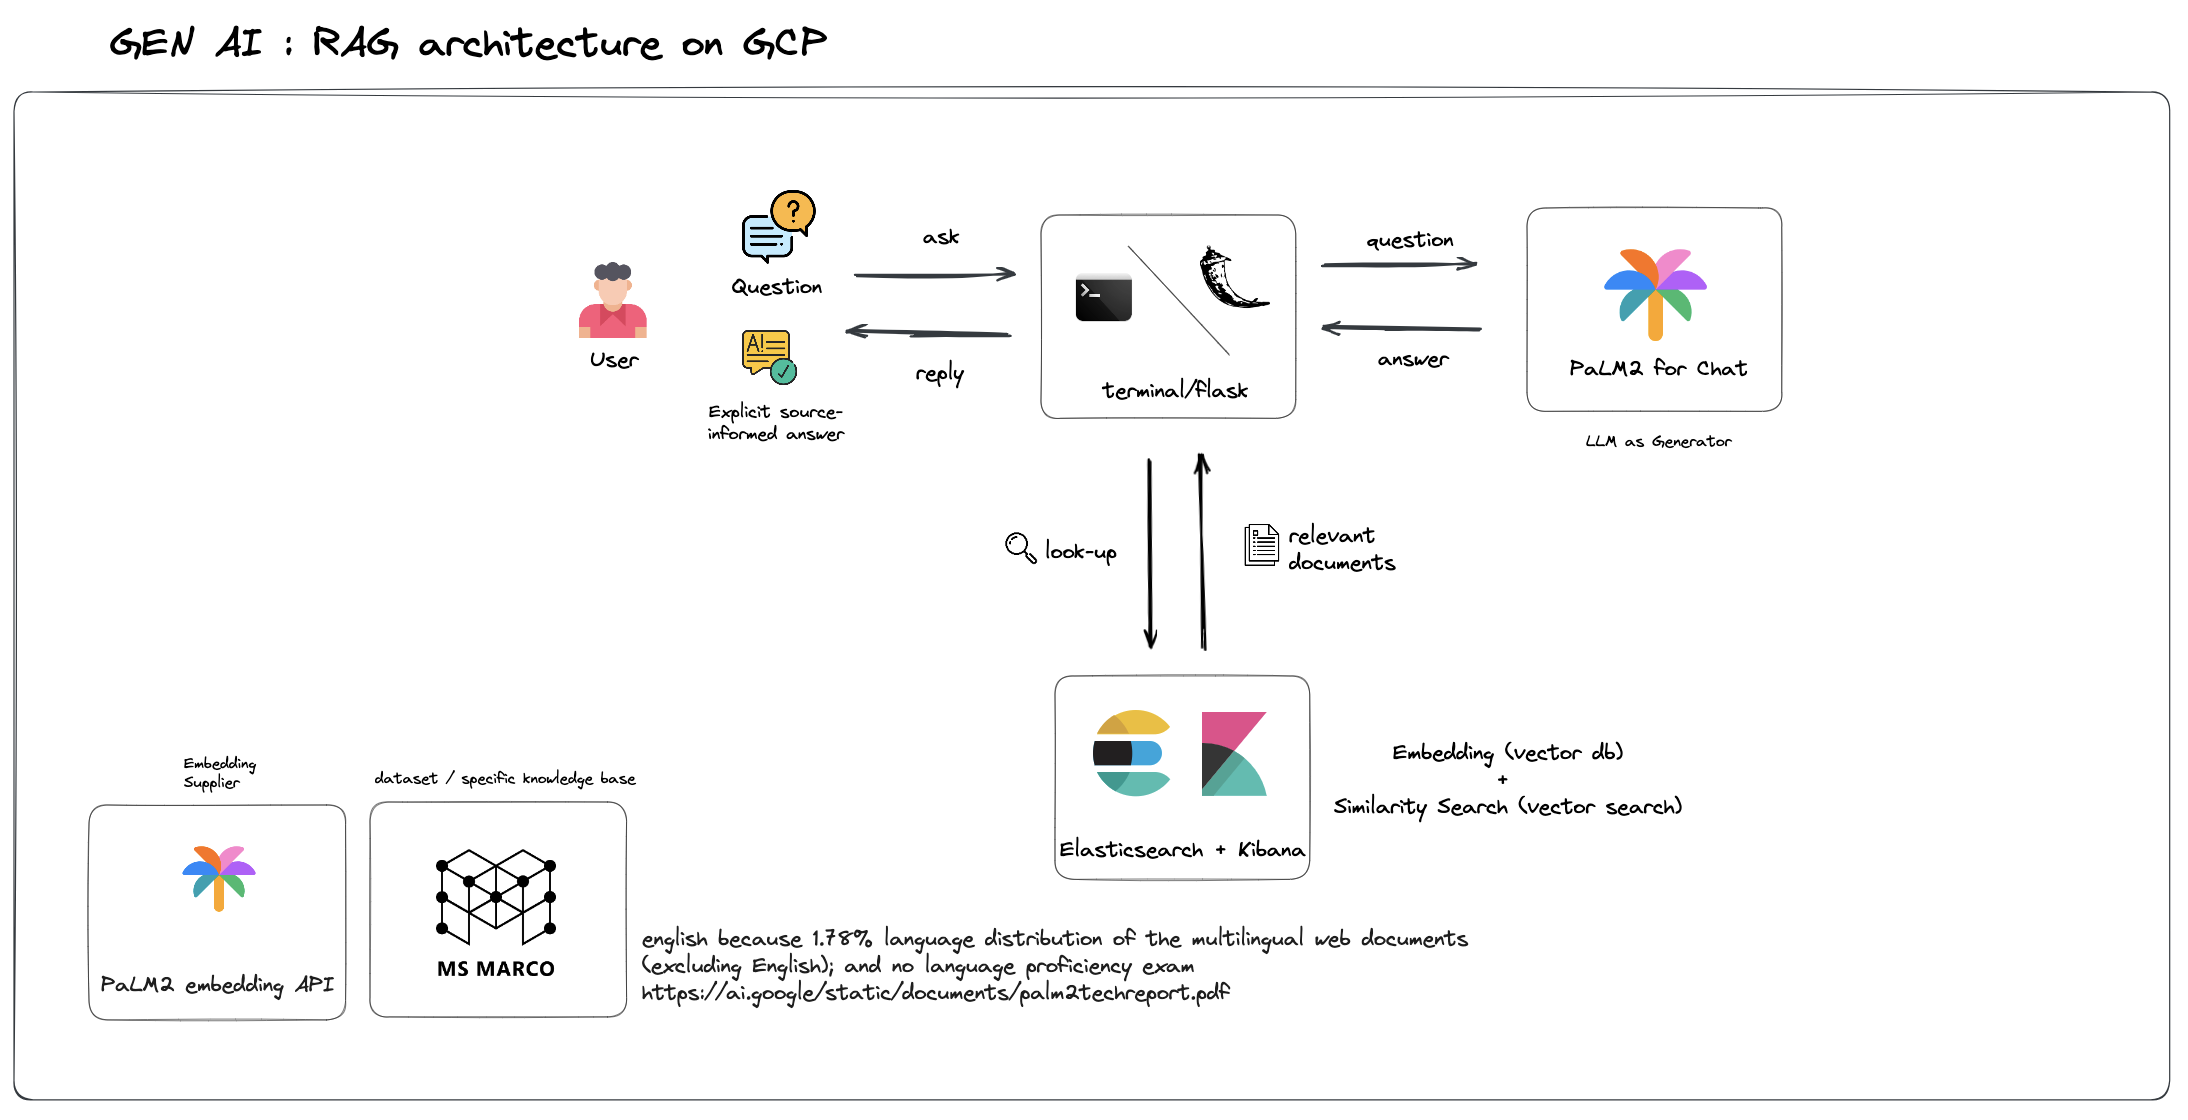 GEN AI : RAG architecture on GCP
?
Question
ask
reply
User
A!
Explicit source-
informed answer
>_
terminal/flask
question
answer
PaLM2 for Chat
LLM as Generator
look-up
relevant
documents
Elasticsearch + Kibana
Embedding (vector db)
+
Similarity Search (vector search)
Embedding
Supplier
PaLM2 embedding API
dataset / specific knowledge base
MS MARCO
english because 1.78% language distribution of the multilingual web documents
(excluding English); and no language proficiency exam
https://ai.google/static/documents/palm2techreport.pdf